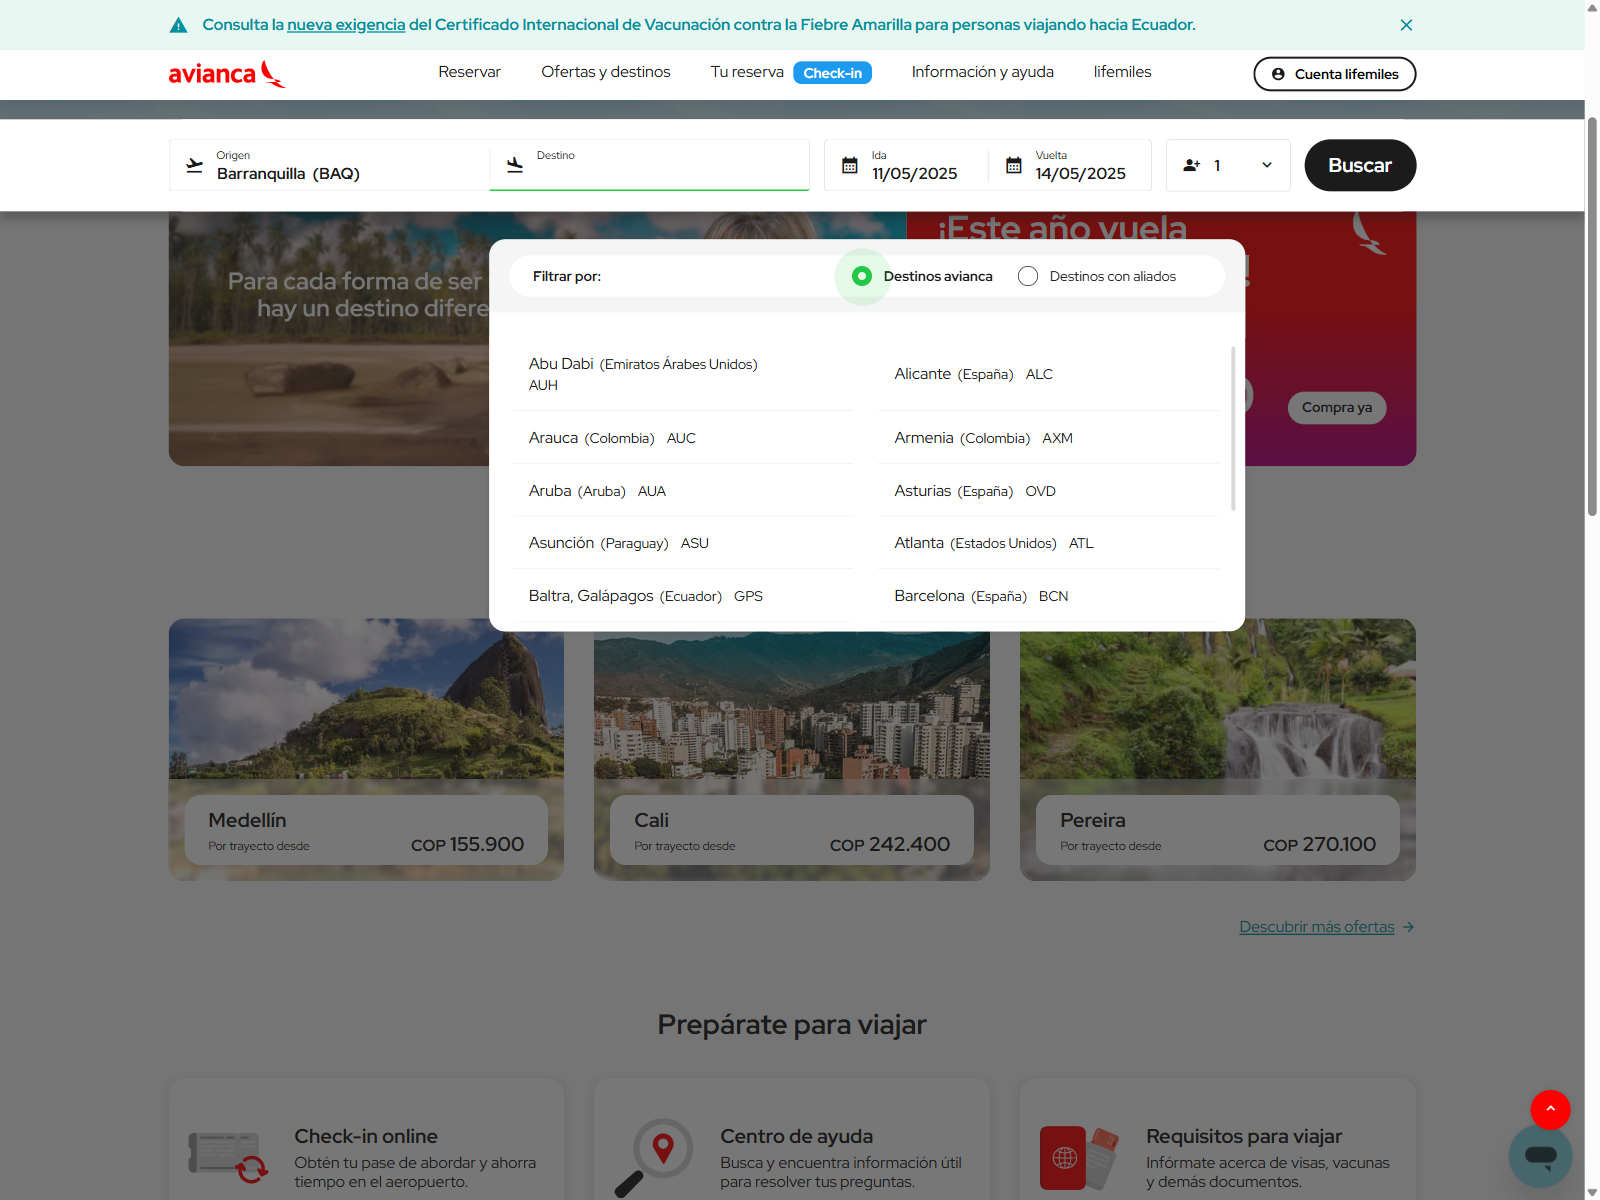 Consulta la nueva exigencia del Certificado Internacional de Vacunación contra la Fiebre Amarilla para personas viajando hacia Ecuador.
avianca
Reservar
Ofertas y destinos
Tu reserva
Check-in
Información y ayuda
lifemiles
Cuenta lifemiles
Origen
Barranquilla (BAQ)
Destino
Ida
11/05/2025
Vuelta
14/05/2025
1
Buscar
Para cada forma de ser
hay un destino difere
¡Este año vuela
Compra ya
Filtrar por:
Destinos avianca
Destinos con aliados
Abu Dabi (Emiratos Árabes Unidos)
AUH
Alicante (España) ALC
Arauca (Colombia) AUC
Armenia (Colombia) AXM
Aruba (Aruba) AUA
Asturias (España) OVD
Asunción (Paraguay) ASU
Atlanta (Estados Unidos) ATL
Baltra, Galápagos (Ecuador) GPS
Barcelona (España) BCN
Medellín
Por trayecto desde
COP 155.900
Cali
Por trayecto desde
COP 242.400
Pereira
Por trayecto desde
COP 270.100
Descubrir más ofertas
Prepárate para viajar
Check-in online
Obtén tu pase de abordar y ahorra
tiempo en el aeropuerto.
Centro de ayuda
Busca y encuentra información útil
para resolver tus preguntas.
Requisitos para viajar
Infórmate acerca de visas, vacunas
y demás documentos.